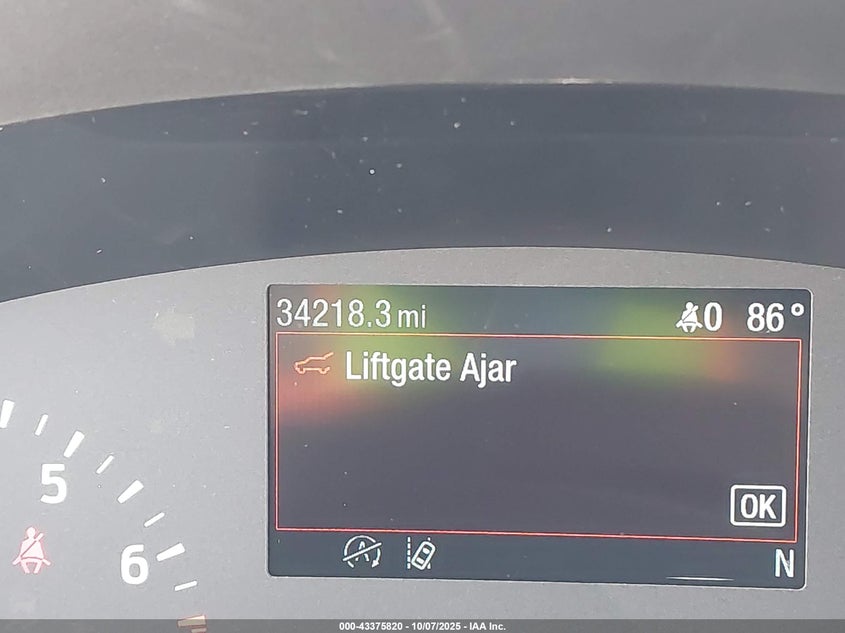 34218.3 mi 0 86°
Liftgate Ajar
OK
5
6
A
N
000-43375820 - 10/07/2025 - IAA Inc.